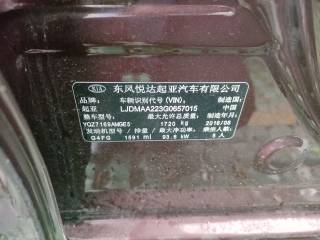 KIA 东风悦达起亚汽车有限公司
品牌: 车辆识别代号(VIN): 制造国:
起亚 LJDMAA223G0657015 中国
整车型号: 最大允许总质量: 制造年月:
YQZ7169AMGE5 1720 kg 2016/06
发动机型号 / 排量 / 最大净功率: 乘坐人数:
G4FG 1591 ml 93.6 kW 5 人